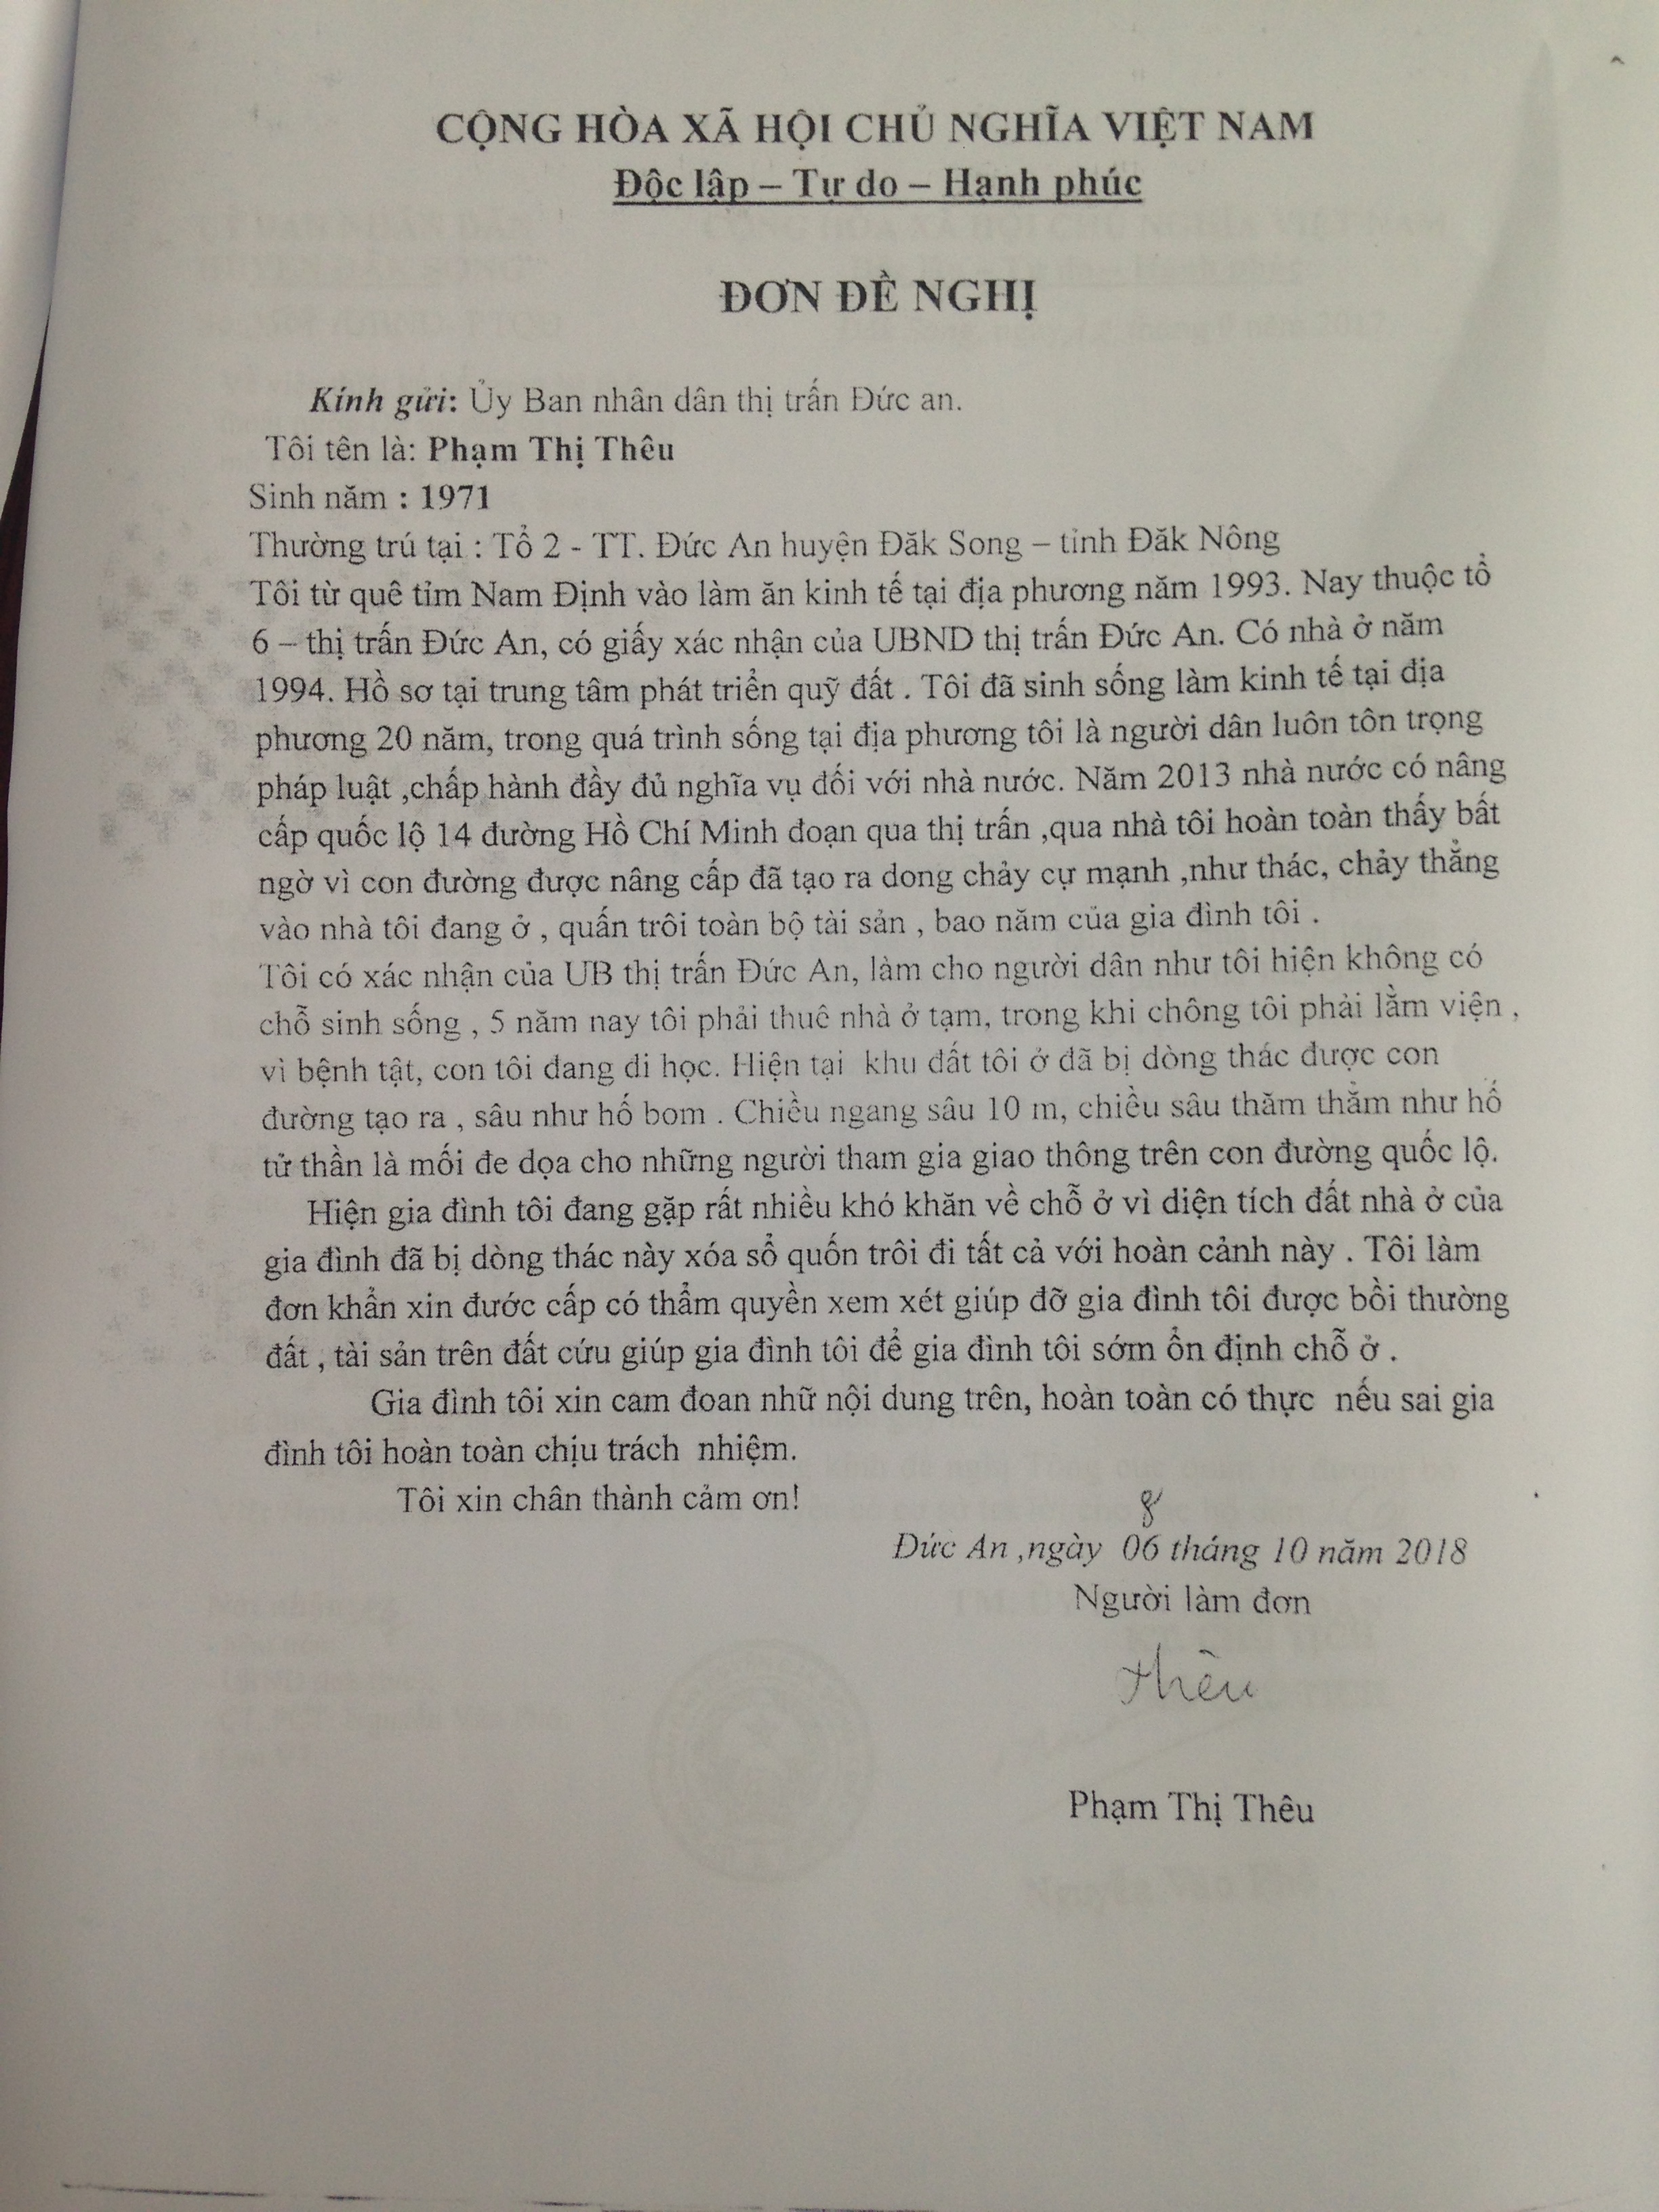 CỘNG HÒA XÃ HỘI CHỦ NGHĨA VIỆT NAM
Độc lập – Tự do – Hạnh phúc
ĐƠN ĐỀ NGHỊ
Kính gửi: Ủy Ban nhân dân thị trấn Đức an.
Tôi tên là: Phạm Thị Thêu
Sinh năm : 1971
Thường trú tại : Tổ 2 - TT. Đức An huyện Đăk Song – tỉnh Đăk Nông
Tôi từ quê tỉm Nam Định vào làm ăn kinh tế tại địa phương năm 1993. Nay thuộc tổ
6 – thị trấn Đức An, có giấy xác nhận của UBND thị trấn Đức An. Có nhà ở năm
1994. Hồ sơ tại trung tâm phát triển quỹ đất . Tôi đã sinh sống làm kinh tế tại địa
phương 20 năm, trong quá trình sống tại địa phương tôi là người dân luôn tôn trọng
pháp luật ,chấp hành đầy đủ nghĩa vụ đối với nhà nước. Năm 2013 nhà nước có nâng
cấp quốc lộ 14 đường Hồ Chí Minh đoạn qua thị trấn ,qua nhà tôi hoàn toàn thấy bất
ngờ vì con đường được nâng cấp đã tạo ra dong chảy cự mạnh ,như thác, chảy thẳng
vào nhà tôi đang ở , quấn trôi toàn bộ tài sản , bao năm của gia đình tôi .
Tôi có xác nhận của UB thị trấn Đức An, làm cho người dân như tôi hiện không có
chỗ sinh sống , 5 năm nay tôi phải thuê nhà ở tạm, trong khi chông tôi phải lằm viện ,
vì bệnh tật, con tôi đang đi học. Hiện tại khu đất tôi ở đã bị dòng thác được con
đường tạo ra , sâu như hố bom . Chiều ngang sâu 10 m, chiều sâu thăm thẳm như hố
tử thần là mối đe dọa cho những người tham gia giao thông trên con đường quốc lộ.
Hiện gia đình tôi đang gặp rất nhiều khó khăn về chỗ ở vì diện tích đất nhà ở của
gia đình đã bị dòng thác này xóa sổ quốn trôi đi tất cả với hoàn cảnh này . Tôi làm
đơn khẩn xin đước cấp có thẩm quyền xem xét giúp đỡ gia đình tôi được bồi thường
đất , tài sản trên đất cứu giúp gia đình tôi để gia đình tôi sớm ổn định chỗ ở .
Gia đình tôi xin cam đoan nhữ nội dung trên, hoàn toàn có thực nếu sai gia
đình tôi hoàn toàn chịu trách nhiệm.
Tôi xin chân thành cảm ơn!
8
Đức An ,ngày 06 tháng 10 năm 2018
Người làm đơn
thêu
Phạm Thị Thêu